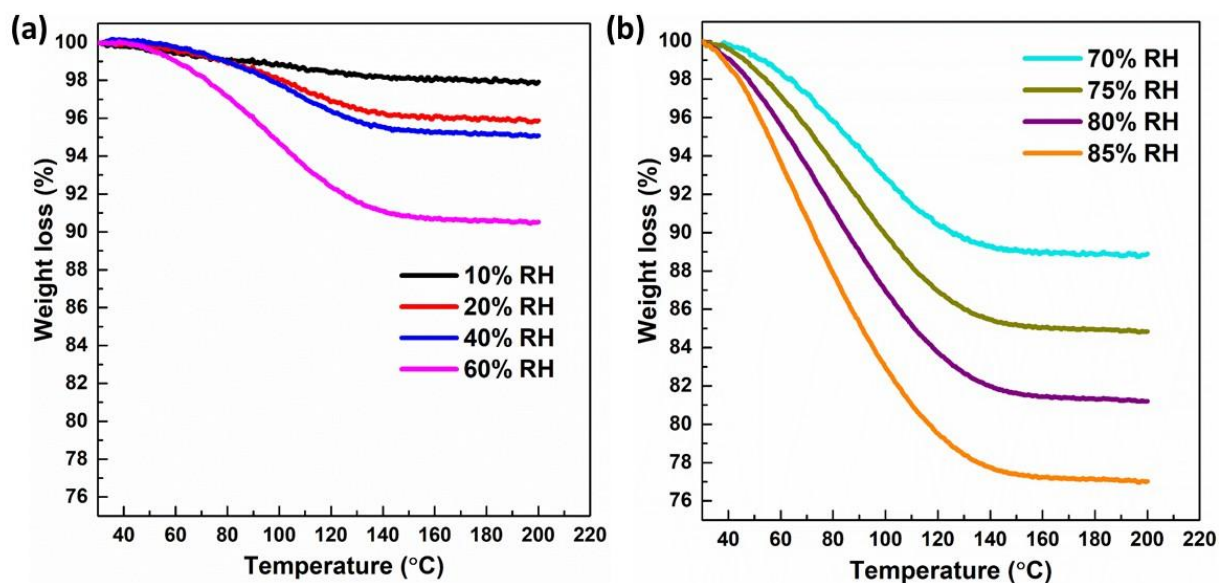 (a)
100
98
96
94
92
90
88
86
84
82
80
78
76
Weight loss (%)
10% RH
20% RH
40% RH
60% RH
40 60 80 100 120 140 160 180 200 220
Temperature (°C)
(b)
100
98
96
94
92
90
88
86
84
82
80
78
76
Weight loss (%)
70% RH
75% RH
80% RH
85% RH
40 60 80 100 120 140 160 180 200 220
Temperature (°C)